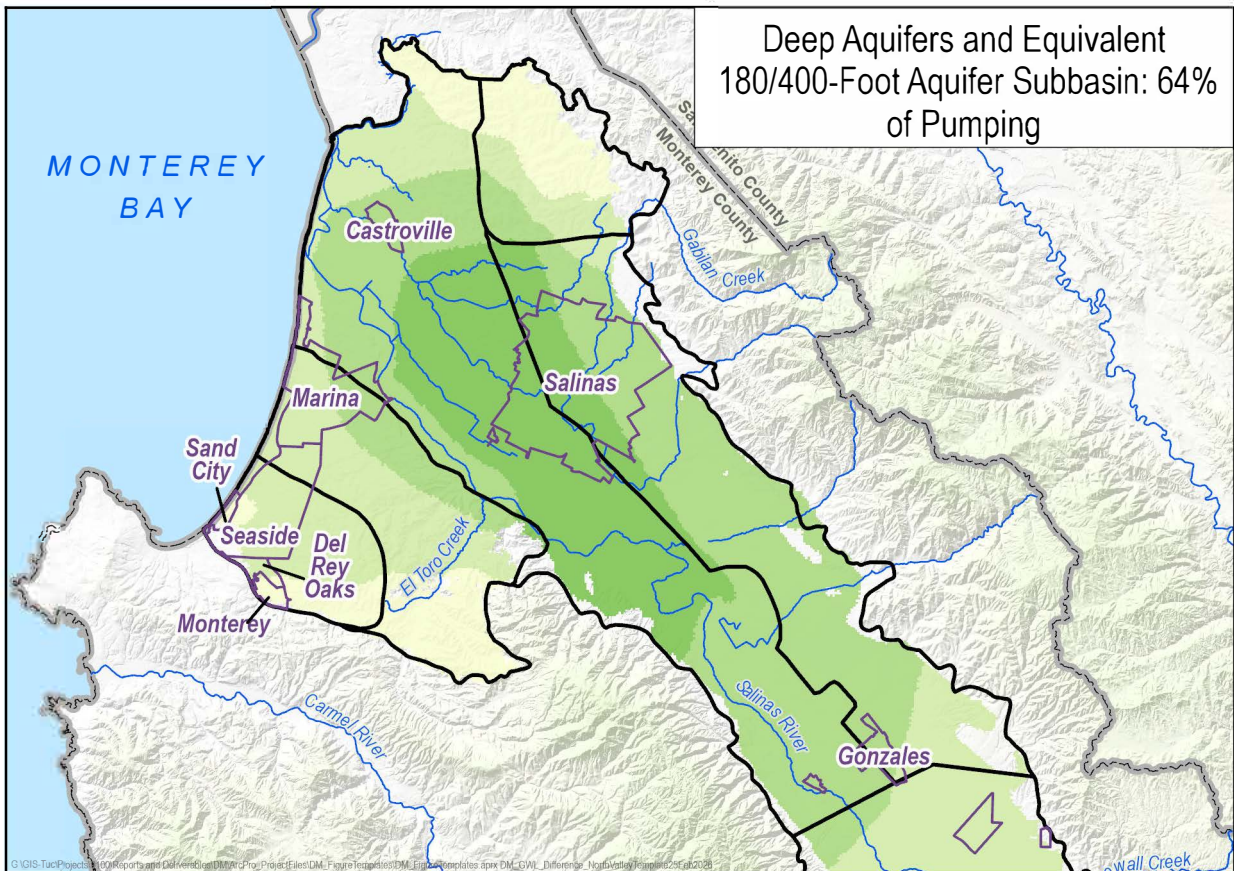 Deep Aquifers and Equivalent
180/400-Foot Aquifer Subbasin: 64%
of Pumping
Monterey County
MONTEREY
BAY
Castroville
Gabilan Creek
Salinas
Marina
Sand
City
Seaside
Del
Rey
Oaks
El Toro Creek
Monterey
Carmel River
Salinas River
Gonzales
Creek